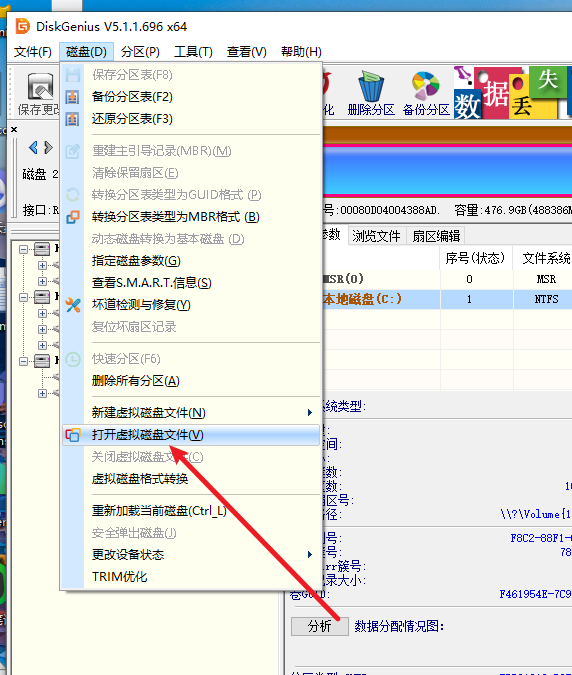 DiskGenius V5.1.1.696 x64
文件(F) 磁盘(D) 分区(P) 工具(T) 查看(V) 帮助(H)
保存更改
保存分区表(F8)
备份分区表(F2)
还原分区表(F3)
重建主引导记录(MBR)(M)
清除保留扇区(E)
转换分区表类型为GUID格式 (P)
转换分区表类型为MBR格式 (B)
动态磁盘转换为基本磁盘 (D)
指定磁盘参数(G)
查看S.M.A.R.T.信息(S)
坏道检测与修复(Y)
复位坏扇区记录
快速分区(F6)
删除所有分区(A)
新建虚拟磁盘文件(N)
打开虚拟磁盘文件(V)
关闭虚拟磁盘文件(C)
虚拟磁盘格式转换
重新加载当前磁盘(Ctrl_L)
安全弹出磁盘(J)
更改设备状态
TRIM优化
化 删除分区 备份分区
数据丢失
磁盘 2
接口:
号:00080D04004388AD. 容量:476.9GB(488386M
参数 浏览文件 扇区编辑
序号(状态) 文件系统
MSR(0) 0 MSR
本地磁盘(C:) 1 NTFS
系统类型:
\\?\Volume{1
F8C2-88F1-
78
卷GUID: F461954E-7C9
分析 数据分配情况图: